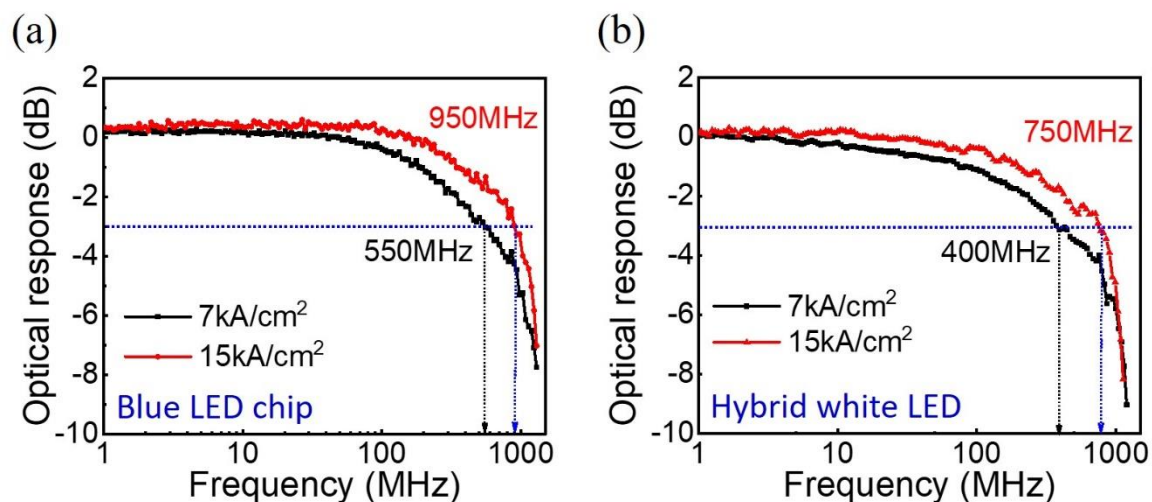 (a)
Optical response (dB)
2
0
-2
-4
-6
-8
-10
950MHz
550MHz
7kA/cm²
15kA/cm²
Blue LED chip
1 10 100 1000
Frequency (MHz)
(b)
Optical response (dB)
2
0
-2
-4
-6
-8
-10
750MHz
400MHz
7kA/cm²
15kA/cm²
Hybrid white LED
1 10 100 1000
Frequency (MHz)